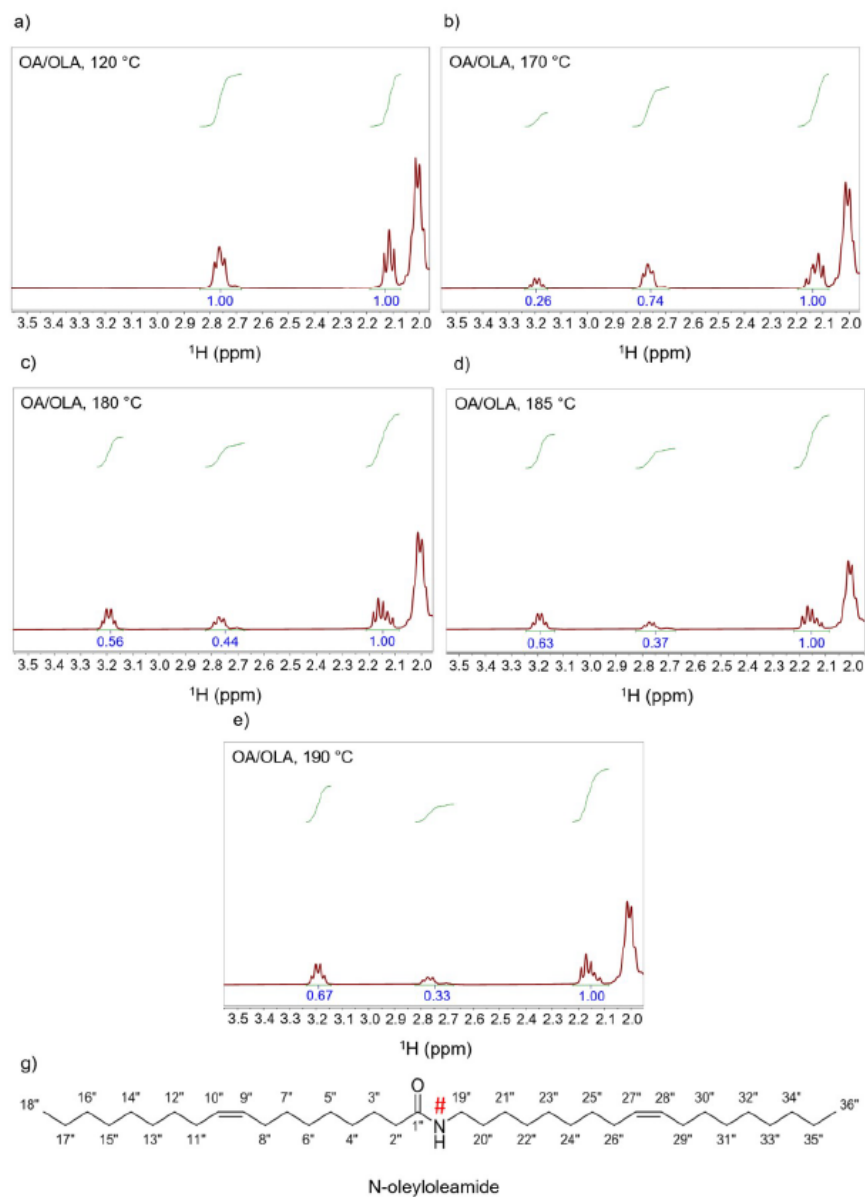 a)
OA/OLA, 120 °C
1.00 1.00
3.5 3.4 3.3 3.2 3.1 3.0 2.9 2.8 2.7 2.6 2.5 2.4 2.3 2.2 2.1 2.0
¹H (ppm)
b)
OA/OLA, 170 °C
0.26 0.74 1.00
3.5 3.4 3.3 3.2 3.1 3.0 2.9 2.8 2.7 2.6 2.5 2.4 2.3 2.2 2.1 2.0
¹H (ppm)
c)
OA/OLA, 180 °C
0.56 0.44 1.00
3.5 3.4 3.3 3.2 3.1 3.0 2.9 2.8 2.7 2.6 2.5 2.4 2.3 2.2 2.1 2.0
¹H (ppm)
d)
OA/OLA, 185 °C
0.63 0.37 1.00
3.5 3.4 3.3 3.2 3.1 3.0 2.9 2.8 2.7 2.6 2.5 2.4 2.3 2.2 2.1 2.0
¹H (ppm)
e)
OA/OLA, 190 °C
0.67 0.33 1.00
3.5 3.4 3.3 3.2 3.1 3.0 2.9 2.8 2.7 2.6 2.5 2.4 2.3 2.2 2.1 2.0
¹H (ppm)
g)
O
#
16" 14" 12" 10" 9" 7" 5" 3" 19" 21" 23" 25" 27" 28" 30" 32" 34" 36"
18" 1" N
17" 15" 13" 11" 8" 6" 4" 2" H 20" 22" 24" 26" 29" 31" 33" 35"
N-oleyloleamide